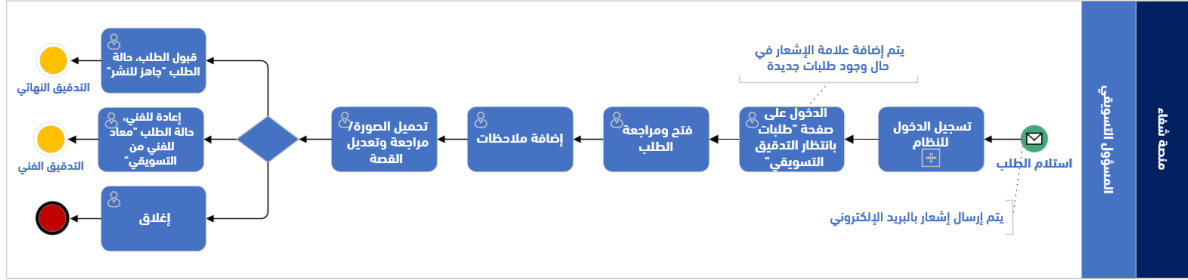 منصة شفاء
المسؤول التسويقي
استلام الطلب
يتم إرسال إشعار بالبريد الإلكتروني
تسجيل الدخول
للنظام
يتم إضافة علامة الإشعار في
حال وجود طلبات جديدة
الدخول على
صفحة "طلبات
بانتظار التدقيق
التسويقي"
فتح ومراجعة
الطلب
إضافة ملاحظات
تحميل الصورة/
مراجعة وتعديل
القصة
قبول الطلب، حالة
الطلب "جاهز للنشر"
التدقيق النهائي
إعادة للفني،
حالة الطلب "معاد
للفني من
التسويقي"
التدقيق الفني
إغلاق